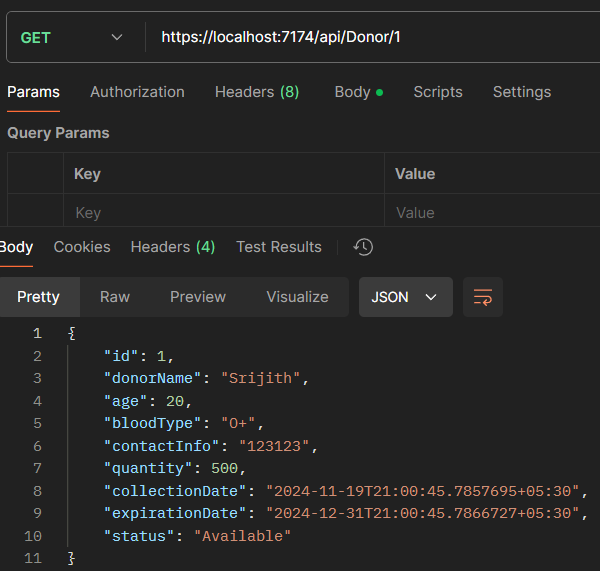 GET https://localhost:7174/api/Donor/1
Params Authorization Headers (8) Body Scripts Settings
Query Params
Key Value
Key Value
Body Cookies Headers (4) Test Results
Pretty Raw Preview Visualize JSON
1 {
2 "id": 1,
3 "donorName": "Srijith",
4 "age": 20,
5 "bloodType": "O+",
6 "contactInfo": "123123",
7 "quantity": 500,
8 "collectionDate": "2024-11-19T21:00:45.7857695+05:30",
9 "expirationDate": "2024-12-31T21:00:45.7866727+05:30",
10 "status": "Available"
11 }